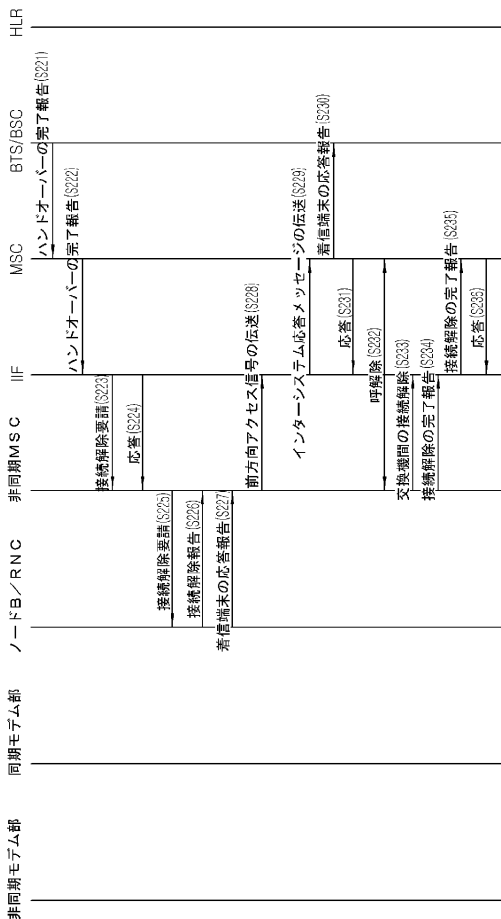 非同期モデム部
同期モデム部
ノードB／RNC
非同期MSC
IIF
MSC
BTS/BSC
HLR
ハンドオーバーの完了報告(S221)
ハンドオーバーの完了報告(S222)
接続解除要請(S223)
応答(S224)
接続解除要請(S225)
接続解除報告(S226)
着信端末の応答報告(S227)
前方向アクセス信号の伝送(S228)
インターシステム応答メッセージの伝送(S229)
着信端末の応答報告(S230)
応答(S231)
呼解除(S232)
交換機間の接続解除(S233)
接続解除の完了報告(S234)
接続解除の完了報告(S235)
応答(S236)